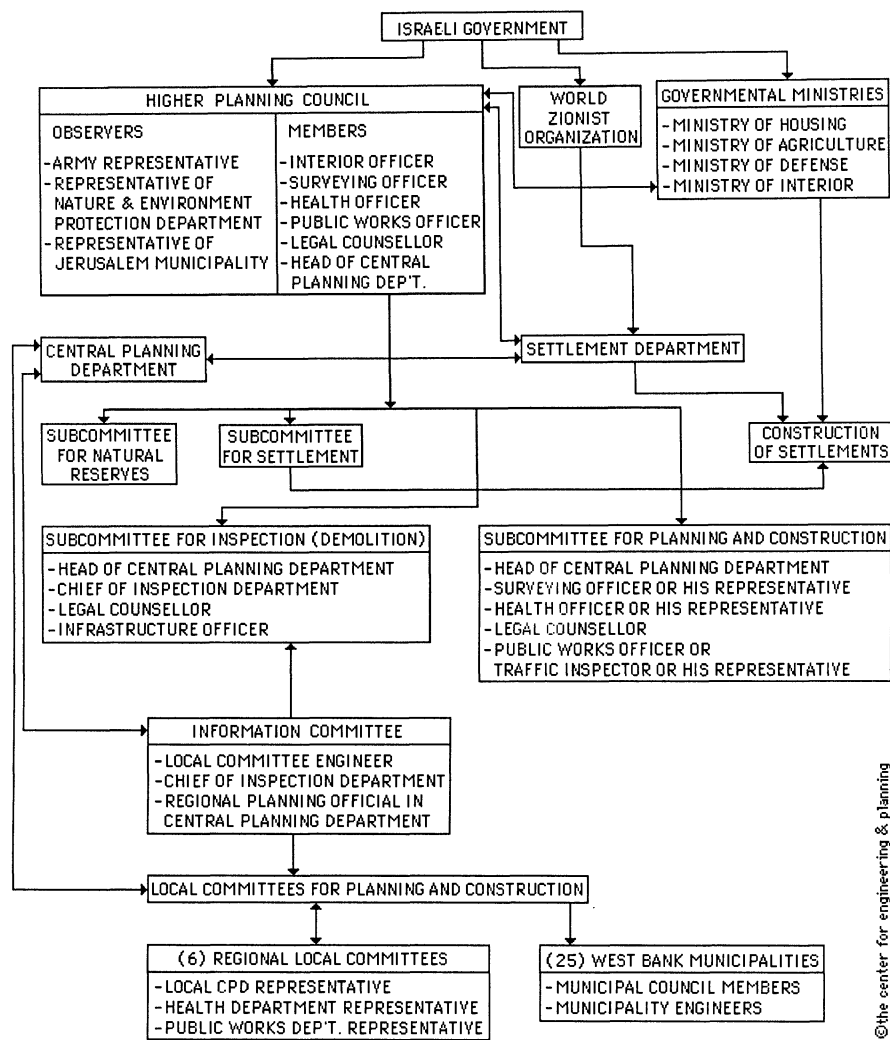 ISRAELI GOVERNMENT
HIGHER PLANNING COUNCIL
OBSERVERS
-ARMY REPRESENTATIVE
-REPRESENTATIVE OF
NATURE & ENVIRONMENT
PROTECTION DEPARTMENT
-REPRESENTATIVE OF
JERUSALEM MUNICIPALITY
MEMBERS
-INTERIOR OFFICER
-SURVEYING OFFICER
-HEALTH OFFICER
-PUBLIC WORKS OFFICER
-LEGAL COUNSELLOR
-HEAD OF CENTRAL
PLANNING DEP'T.
WORLD
ZIONIST
ORGANIZATION
GOVERNMENTAL MINISTRIES
-MINISTRY OF HOUSING
-MINISTRY OF AGRICULTURE
-MINISTRY OF DEFENSE
-MINISTRY OF INTERIOR
CENTRAL PLANNING
DEPARTMENT
SETTLEMENT DEPARTMENT
SUBCOMMITTEE
FOR NATURAL
RESERVES
SUBCOMMITTEE
FOR SETTLEMENT
CONSTRUCTION
OF SETTLEMENTS
SUBCOMMITTEE FOR INSPECTION (DEMOLITION)
-HEAD OF CENTRAL PLANNING DEPARTMENT
-CHIEF OF INSPECTION DEPARTMENT
-LEGAL COUNSELLOR
-INFRASTRUCTURE OFFICER
SUBCOMMITTEE FOR PLANNING AND CONSTRUCTION
-HEAD OF CENTRAL PLANNING DEPARTMENT
-SURVEYING OFFICER OR HIS REPRESENTATIVE
-HEALTH OFFICER OR HIS REPRESENTATIVE
-LEGAL COUNSELLOR
-PUBLIC WORKS OFFICER OR
TRAFFIC INSPECTOR OR HIS REPRESENTATIVE
INFORMATION COMMITTEE
-LOCAL COMMITTEE ENGINEER
-CHIEF OF INSPECTION DEPARTMENT
-REGIONAL PLANNING OFFICIAL IN
CENTRAL PLANNING DEPARTMENT
LOCAL COMMITTEES FOR PLANNING AND CONSTRUCTION
(6) REGIONAL LOCAL COMMITTEES
-LOCAL CPD REPRESENTATIVE
-HEALTH DEPARTMENT REPRESENTATIVE
-PUBLIC WORKS DEP'T. REPRESENTATIVE
(25) WEST BANK MUNICIPALITIES
-MUNICIPAL COUNCIL MEMBERS
-MUNICIPALITY ENGINEERS
©the center for engineering & planning